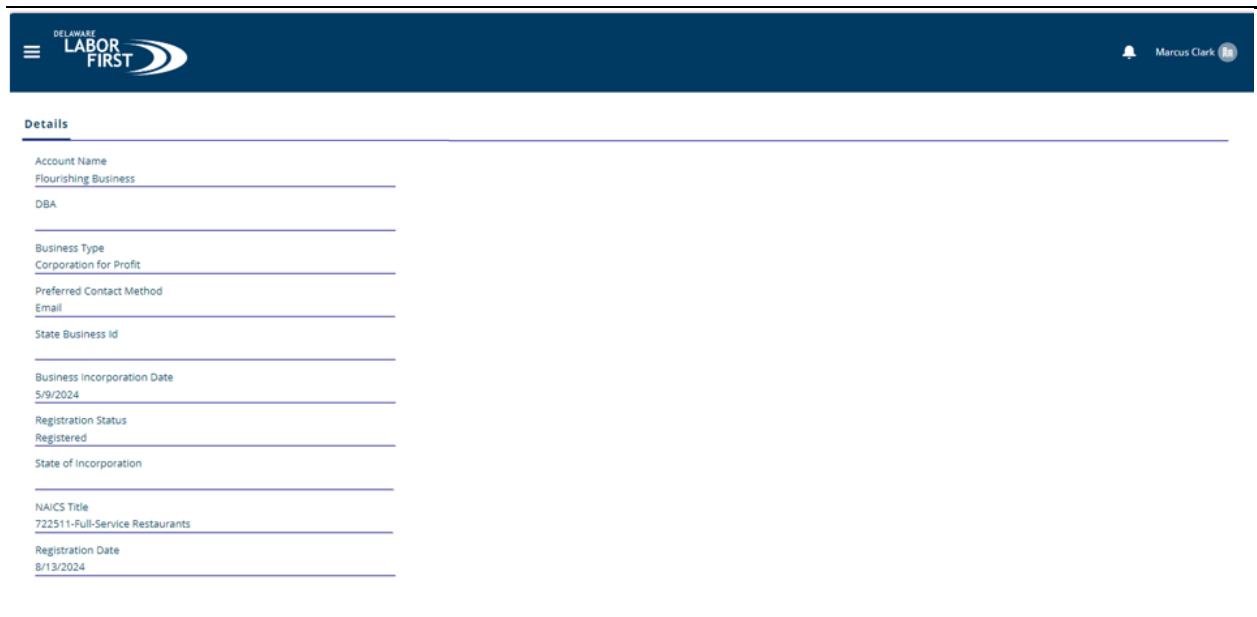 DELAWARE
LABOR
FIRST
Marcus Clark
Details
Account Name
Flourishing Business
DBA
Business Type
Corporation for Profit
Preferred Contact Method
Email
State Business Id
Business Incorporation Date
5/9/2024
Registration Status
Registered
State of Incorporation
NAICS Title
722511-Full-Service Restaurants
Registration Date
8/13/2024